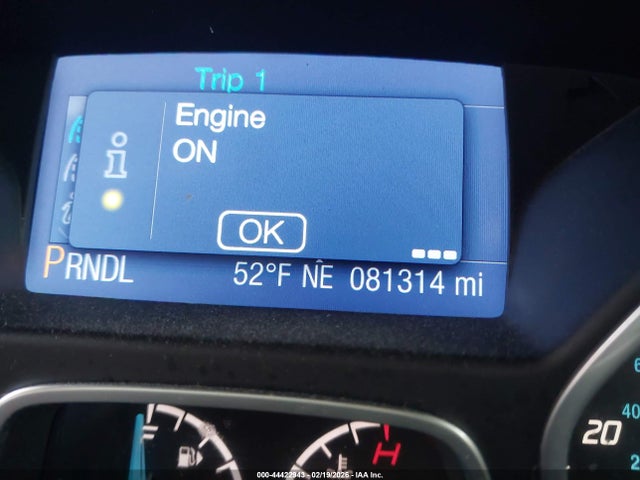 Trip 1
Engine
ON
OK
PRNDL 52°F NE 081314 mi
F
H
40
20
000-44422943 - 02/19/2026 - IAA Inc.